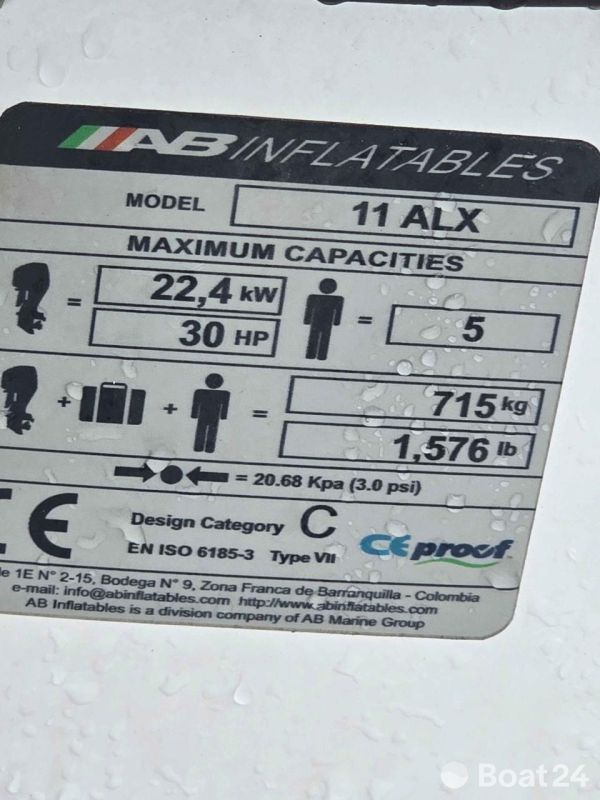 AB INFLATABLES
MODEL 11 ALX
MAXIMUM CAPACITIES
= 22,4 kW = 5
30 HP
+ + = 715 kg
1,576 lb
= 20.68 Kpa (3.0 psi)
CE Design Category C
EN ISO 6185-3 Type VII CE proof
1E N° 2-15, Bodega N° 9, Zona Franca de Barranquilla - Colombia
e-mail: info@abinflatables.com http://www.abinflatables.com
AB Inflatables is a division company of AB Marine Group
Boat24